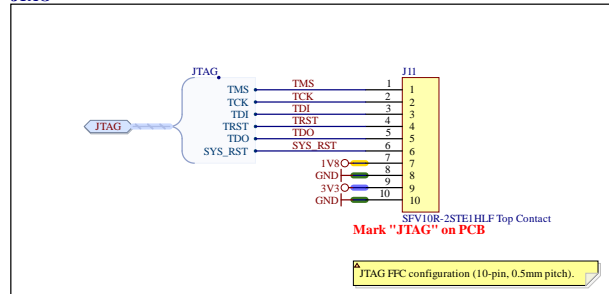 JTAG
JTAG
J11
TMS TMS 1 1
TCK TCK 2 2
TDI TDI 3 3
TRST TRST 4 4
TDO TDO 5 5
SYS_RST SYS_RST 6 6
JTAG
1V8 7 7
GND 8 8
3V3 9 9
GND 10 10
SFV10R-2STE1HLF Top Contact
Mark "JTAG" on PCB
JTAG FFC configuration (10-pin, 0.5mm pitch).